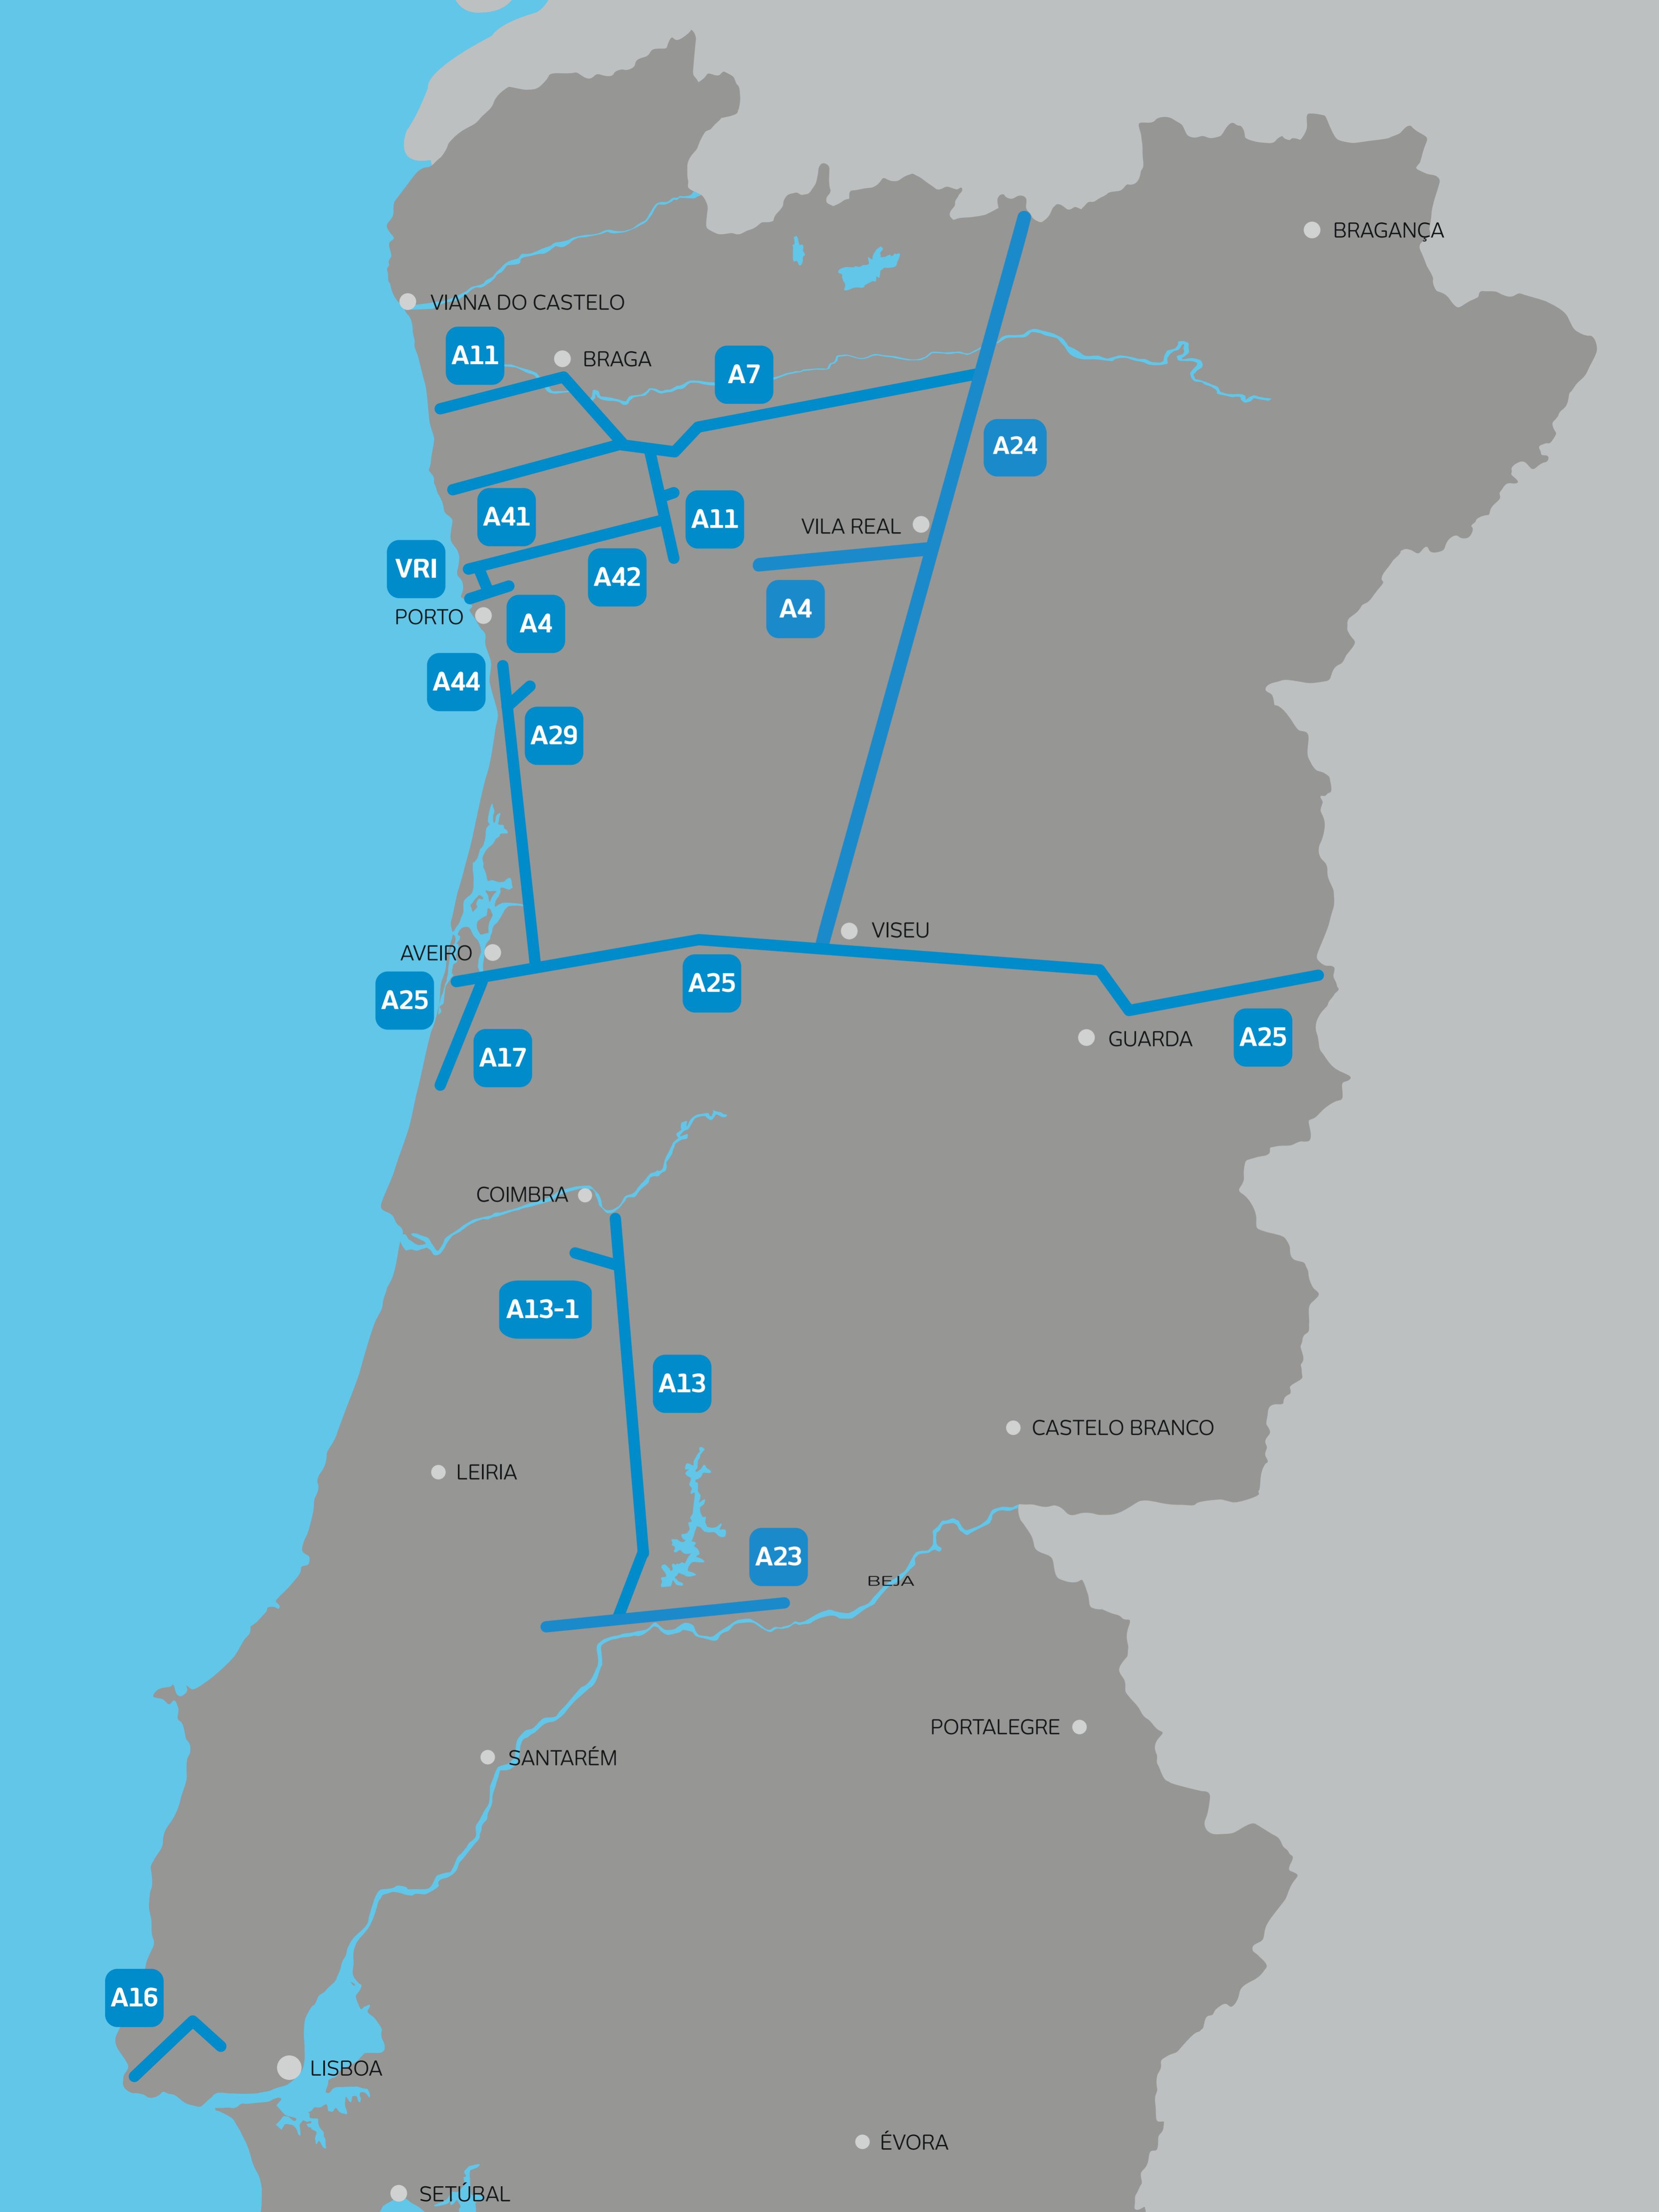 BRAGANÇA
VIANA DO CASTELO
A11
BRAGA
A7
A24
A41
A11
VILA REAL
VRI
A42
A4
PORTO
A4
A44
A29
VISEU
AVEIRO
A25
A25
A25
GUARDA
A17
COIMBRA
A13-1
A13
CASTELO BRANCO
LEIRIA
A23
BEJA
PORTALEGRE
SANTARÉM
A16
LISBOA
ÉVORA
SETÚBAL